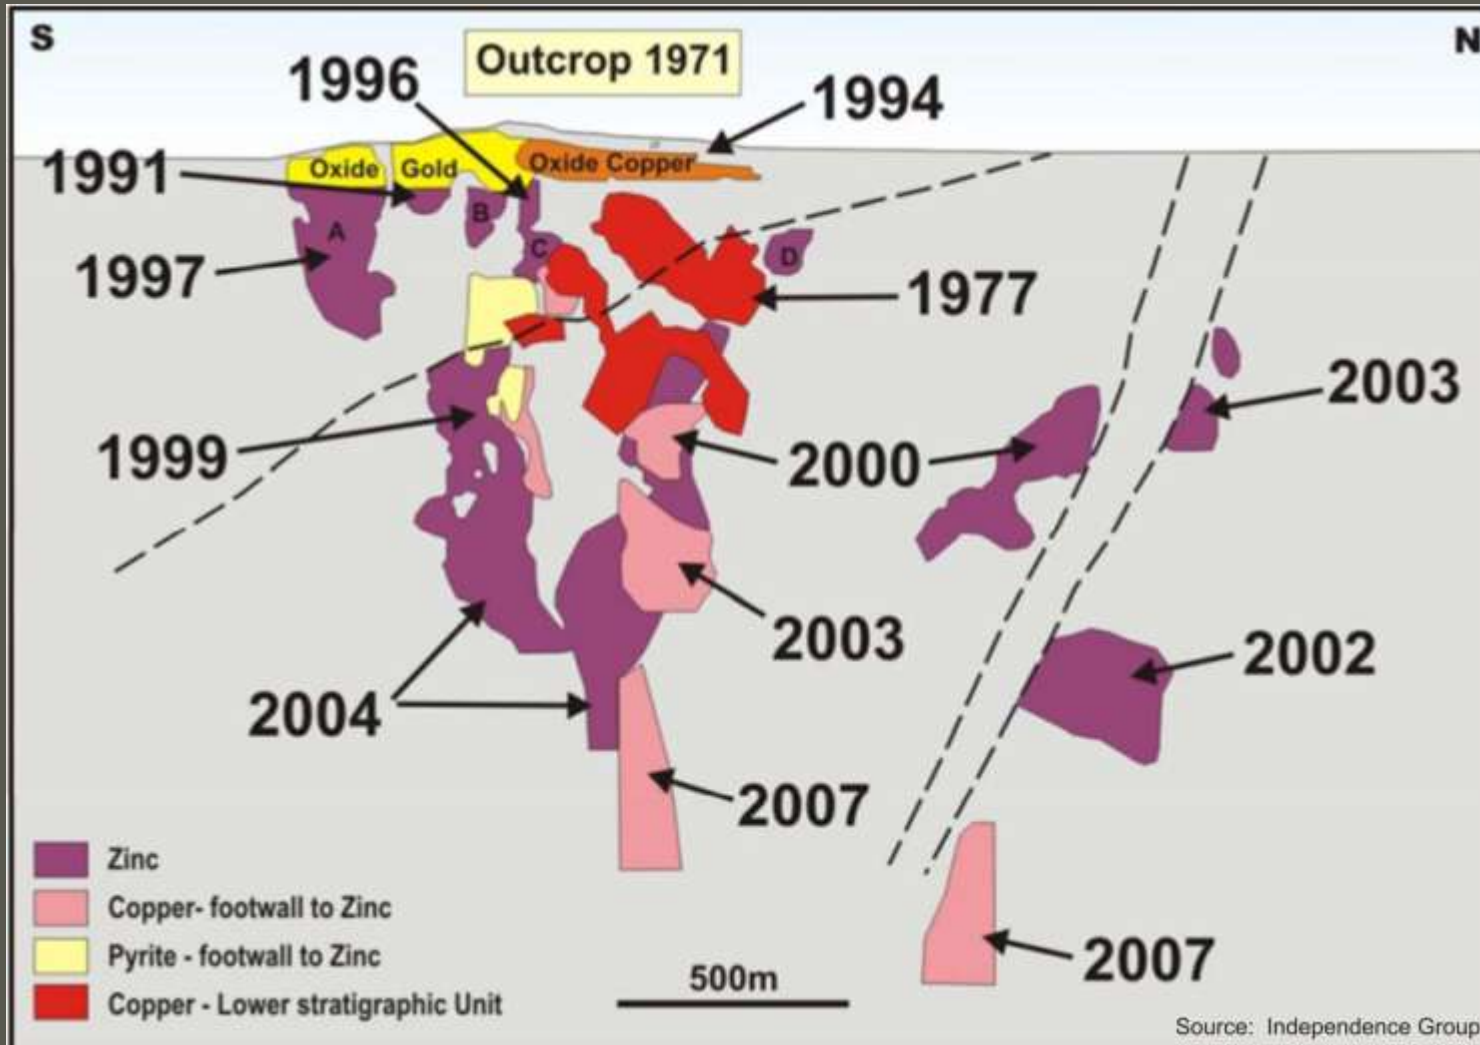 S
N
Outcrop 1971
1996
1994
Oxide
Gold
Oxide Copper
1991
A
B
C
D
1997
1977
1999
2000
2003
2003
2002
2004
2007
2007
Zinc
Copper- footwall to Zinc
Pyrite - footwall to Zinc
Copper - Lower stratigraphic Unit
500m
Source: Independence Group